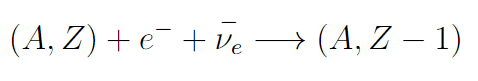 (A, Z) + e⁻ + ν̄ₑ ⟶ (A, Z − 1)